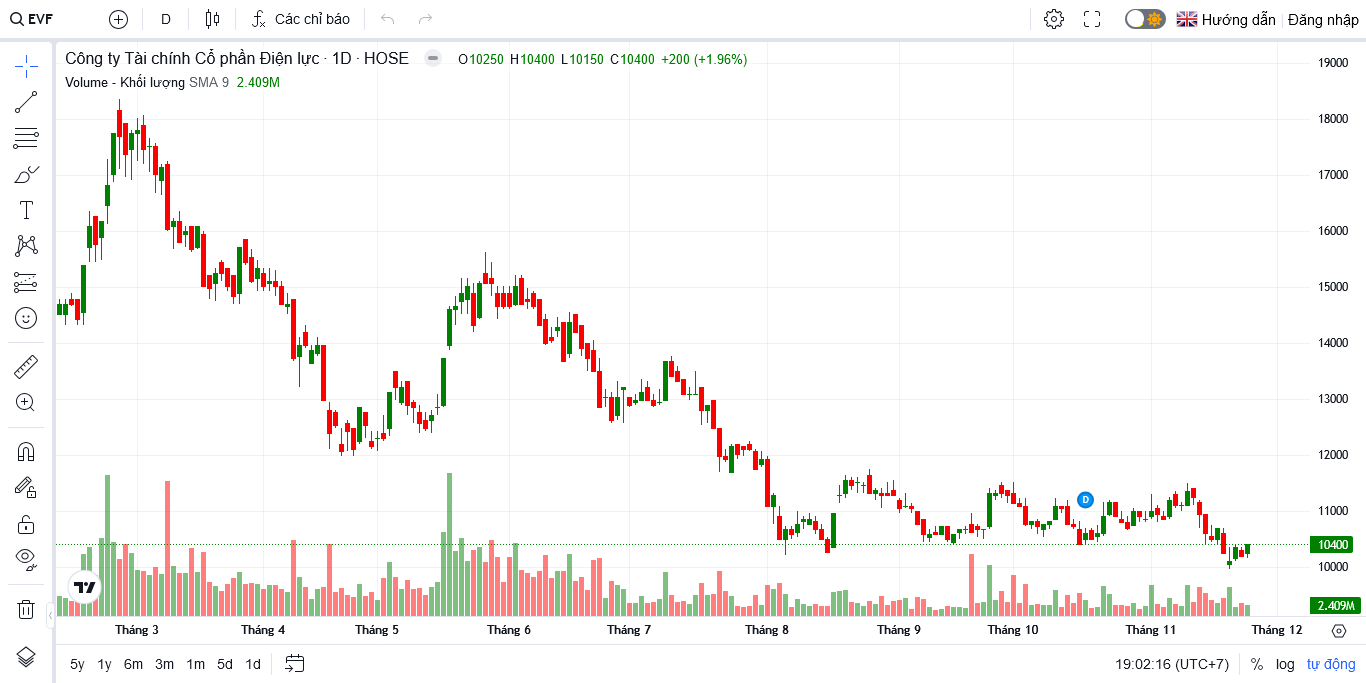 EVF D Các chỉ báo Hướng dẫn Đăng nhập
Công ty Tài chính Cổ phần Điện lực · 1D · HOSE O10250 H10400 L10150 C10400 +200 (+1.96%)
Volume - Khối lượng SMA 9 2.409M
19000
18000
17000
16000
15000
14000
13000
12000
11000
D
10400
10000
2.409M
Tháng 3 Tháng 4 Tháng 5 Tháng 6 Tháng 7 Tháng 8 Tháng 9 Tháng 10 Tháng 11 Tháng 12
5y 1y 6m 3m 1m 5d 1d 19:02:16 (UTC+7) % log tự động